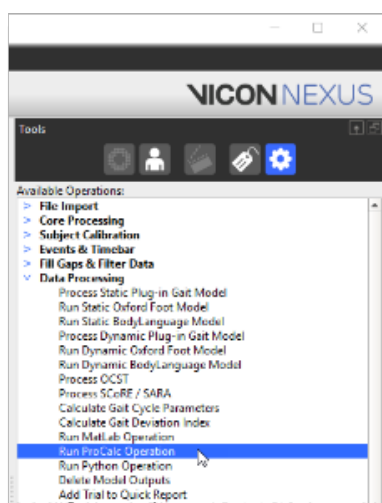 VICON NEXUS
Tools
Available Operations:
File Import
Core Processing
Subject Calibration
Events & Timebar
Fill Gaps & Filter Data
Data Processing
Process Static Plug-in Gait Model
Run Static Oxford Foot Model
Run Static BodyLanguage Model
Process Dynamic Plug-in Gait Model
Run Dynamic Oxford Foot Model
Run Dynamic BodyLanguage Model
Process OCST
Process SCoRE / SARA
Calculate Gait Cycle Parameters
Calculate Gait Deviation Index
Run MatLab Operation
Run ProCalc Operation
Run Python Operation
Delete Model Outputs
Add Trial to Quick Report